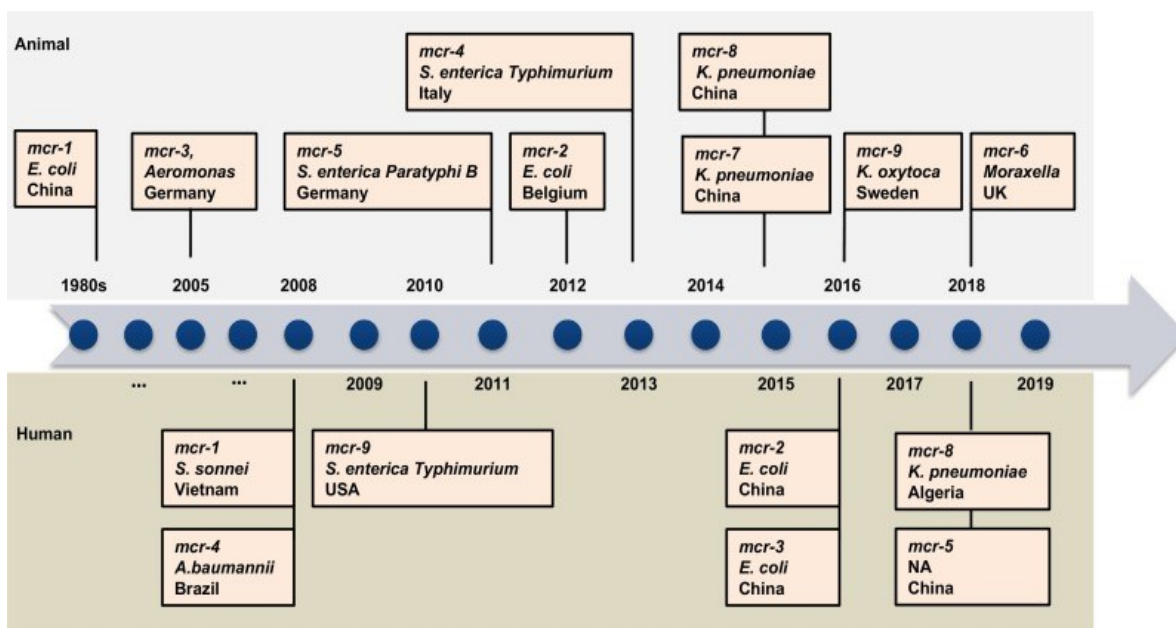 Animal
mcr-4
S. enterica Typhimurium
Italy
mcr-8
K. pneumoniae
China
mcr-1
E. coli
China
mcr-3,
Aeromonas
Germany
mcr-5
S. enterica Paratyphi B
Germany
mcr-2
E. coli
Belgium
mcr-7
K. pneumoniae
China
mcr-9
K. oxytoca
Sweden
mcr-6
Moraxella
UK
1980s 2005 2008 2010 2012 2014 2016 2018
... ... 2009 2011 2013 2015 2017 2019
Human
mcr-1
S. sonnei
Vietnam
mcr-9
S. enterica Typhimurium
USA
mcr-2
E. coli
China
mcr-8
K. pneumoniae
Algeria
mcr-4
A.baumannii
Brazil
mcr-3
E. coli
China
mcr-5
NA
China